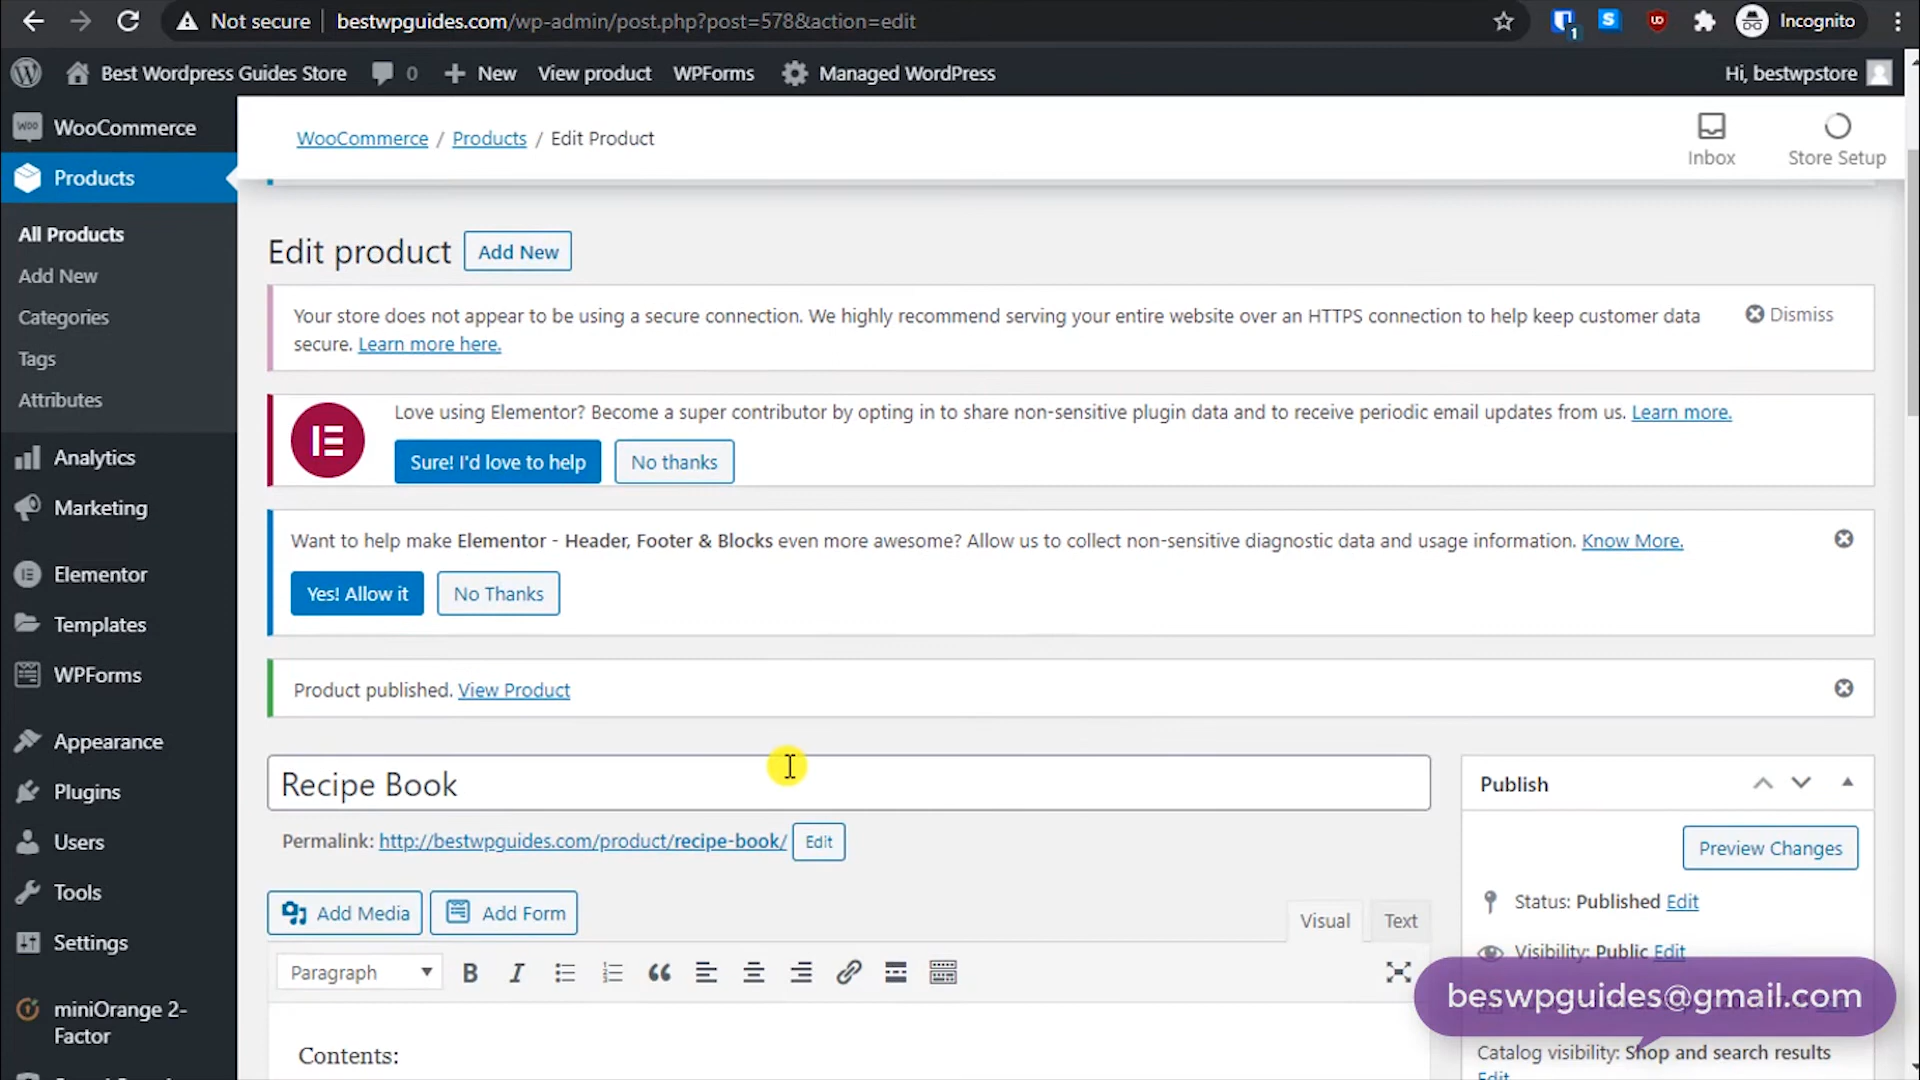 Not secure | bestwpguides.com/wp-admin/post.php?post=578&action=edit
1
S
UD
Incognito
Best Wordpress Guides Store
0
New
View product
WPForms
Managed WordPress
Hi, bestwpstore
WOO
WooCommerce
Products
All Products
Add New
Categories
Tags
Attributes
Analytics
Marketing
Elementor
Templates
WPForms
Appearance
Plugins
Users
Tools
Settings
miniOrange 2-
Factor
WooCommerce / Products / Edit Product
Inbox
Store Setup
Edit product
Add New
Your store does not appear to be using a secure connection. We highly recommend serving your entire website over an HTTPS connection to help keep customer data
secure. Learn more here.
Dismiss
Love using Elementor? Become a super contributor by opting in to share non-sensitive plugin data and to receive periodic email updates from us. Learn more.
Sure! I'd love to help
No thanks
Want to help make Elementor - Header, Footer & Blocks even more awesome? Allow us to collect non-sensitive diagnostic data and usage information. Know More.
Yes! Allow it
No Thanks
Product published. View Product
Recipe Book
Permalink: http://bestwpguides.com/product/recipe-book/
Edit
Add Media
Add Form
Visual
Text
Paragraph
B
I
Contents:
Publish
Preview Changes
Status: Published Edit
Visibility: Public Edit
beswpguides@gmail.com
Catalog visibility: Shop and search results
Edit